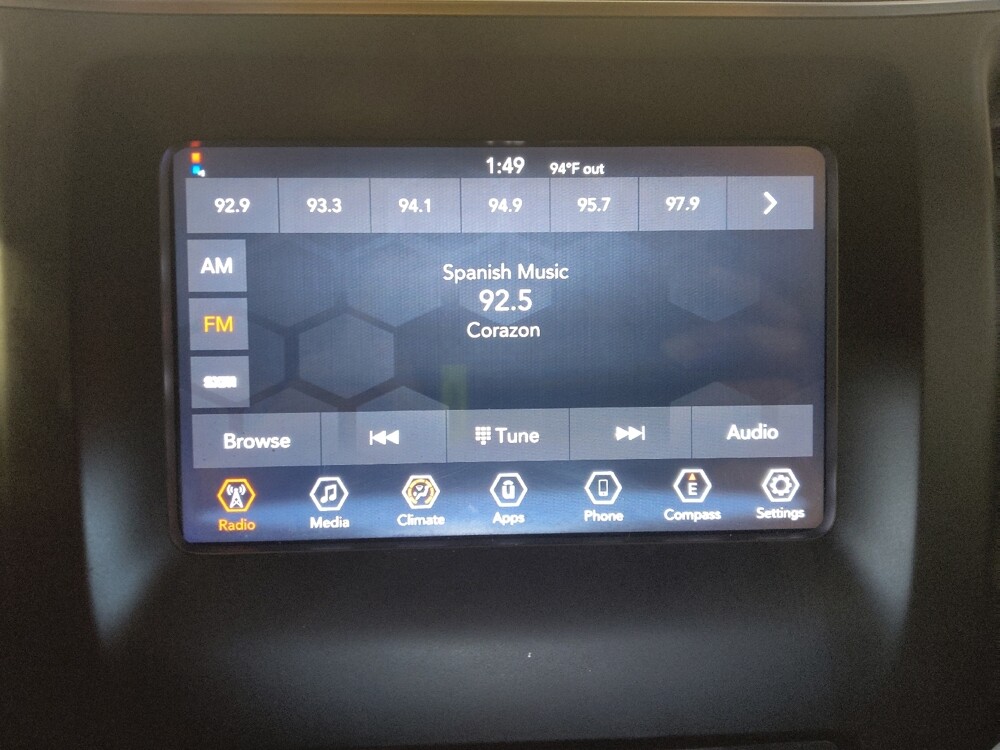 1:49 94°F out
92.9 93.3 94.1 94.9 95.7 97.9
AM
FM
SXM
Spanish Music
92.5
Corazon
Browse Tune Audio
E
Radio Media Climate Apps Phone Compass Settings